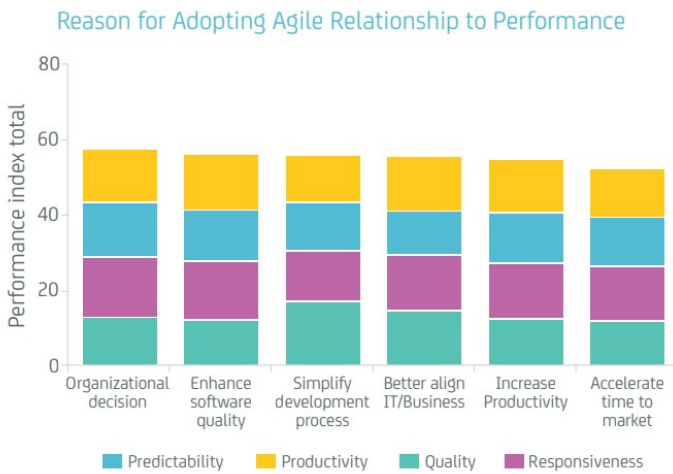 Reason for Adopting Agile Relationship to Performance
Performance index total
80
60
40
20
0
Organizational
decision
Enhance
software
quality
Simplify
development
process
Better align
IT/Business
Increase
Productivity
Accelerate
time to
market
Predictability
Productivity
Quality
Responsiveness